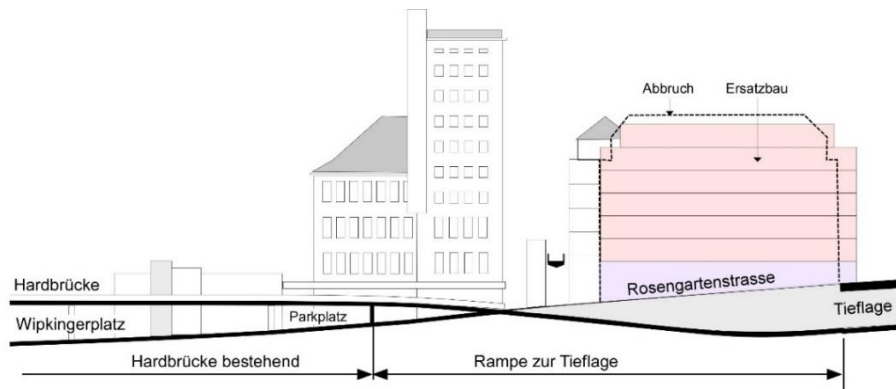 Abbruch
Ersatzbau
Hardbrücke
Rosengartenstrasse
Tieflage
Wipkingerplatz
Parkplatz
Hardbrücke bestehend
Rampe zur Tieflage